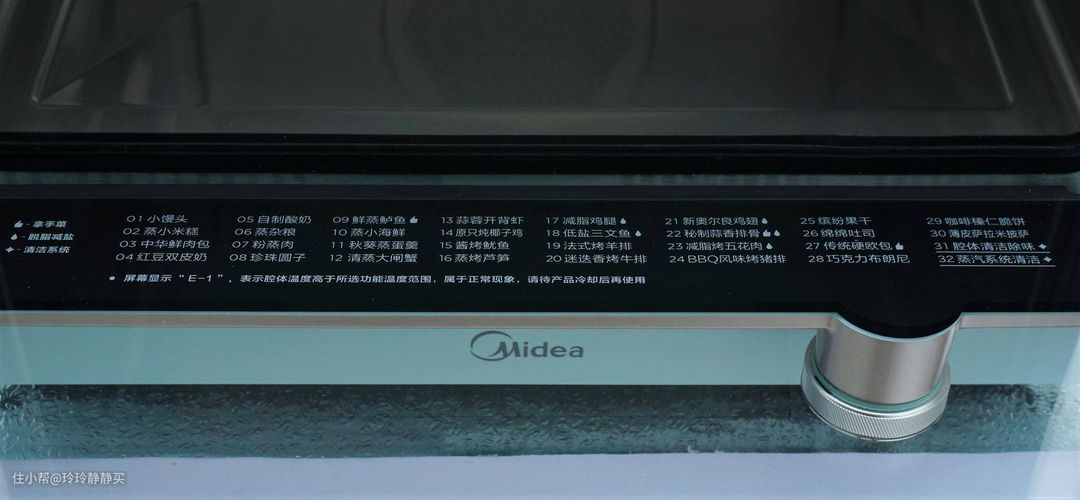 - 拿手菜
- 脱脂减盐
- 清洁系统
01 小馒头
02 蒸小米糕
03 中华鲜肉包
04 红豆双皮奶
05 自制酸奶
06 蒸杂粮
07 粉蒸肉
08 珍珠圆子
09 鲜蒸鲈鱼
10 蒸小海鲜
11 秋葵蒸蛋羹
12 清蒸大闸蟹
13 蒜蓉开背虾
14 原只炖椰子鸡
15 酱烤鱿鱼
16 蒸烤芦笋
17 减脂鸡腿
18 低盐三文鱼
19 法式烤羊排
20 迷迭香烤牛排
21 新奥尔良鸡翅
22 秘制蒜香排骨
23 减脂烤五花肉
24 BBQ风味烤猪排
25 缤纷果干
26 绵绵吐司
27 传统硬欧包
28 巧克力布朗尼
29 咖啡榛仁脆饼
30 薄皮萨拉米披萨
31 腔体清洁除味
32 蒸汽系统清洁
• 屏幕显示“E-1”，表示腔体温度高于所选功能温度范围，属于正常现象，请待产品冷却后再使用
Midea
住小帮@玲玲静静买